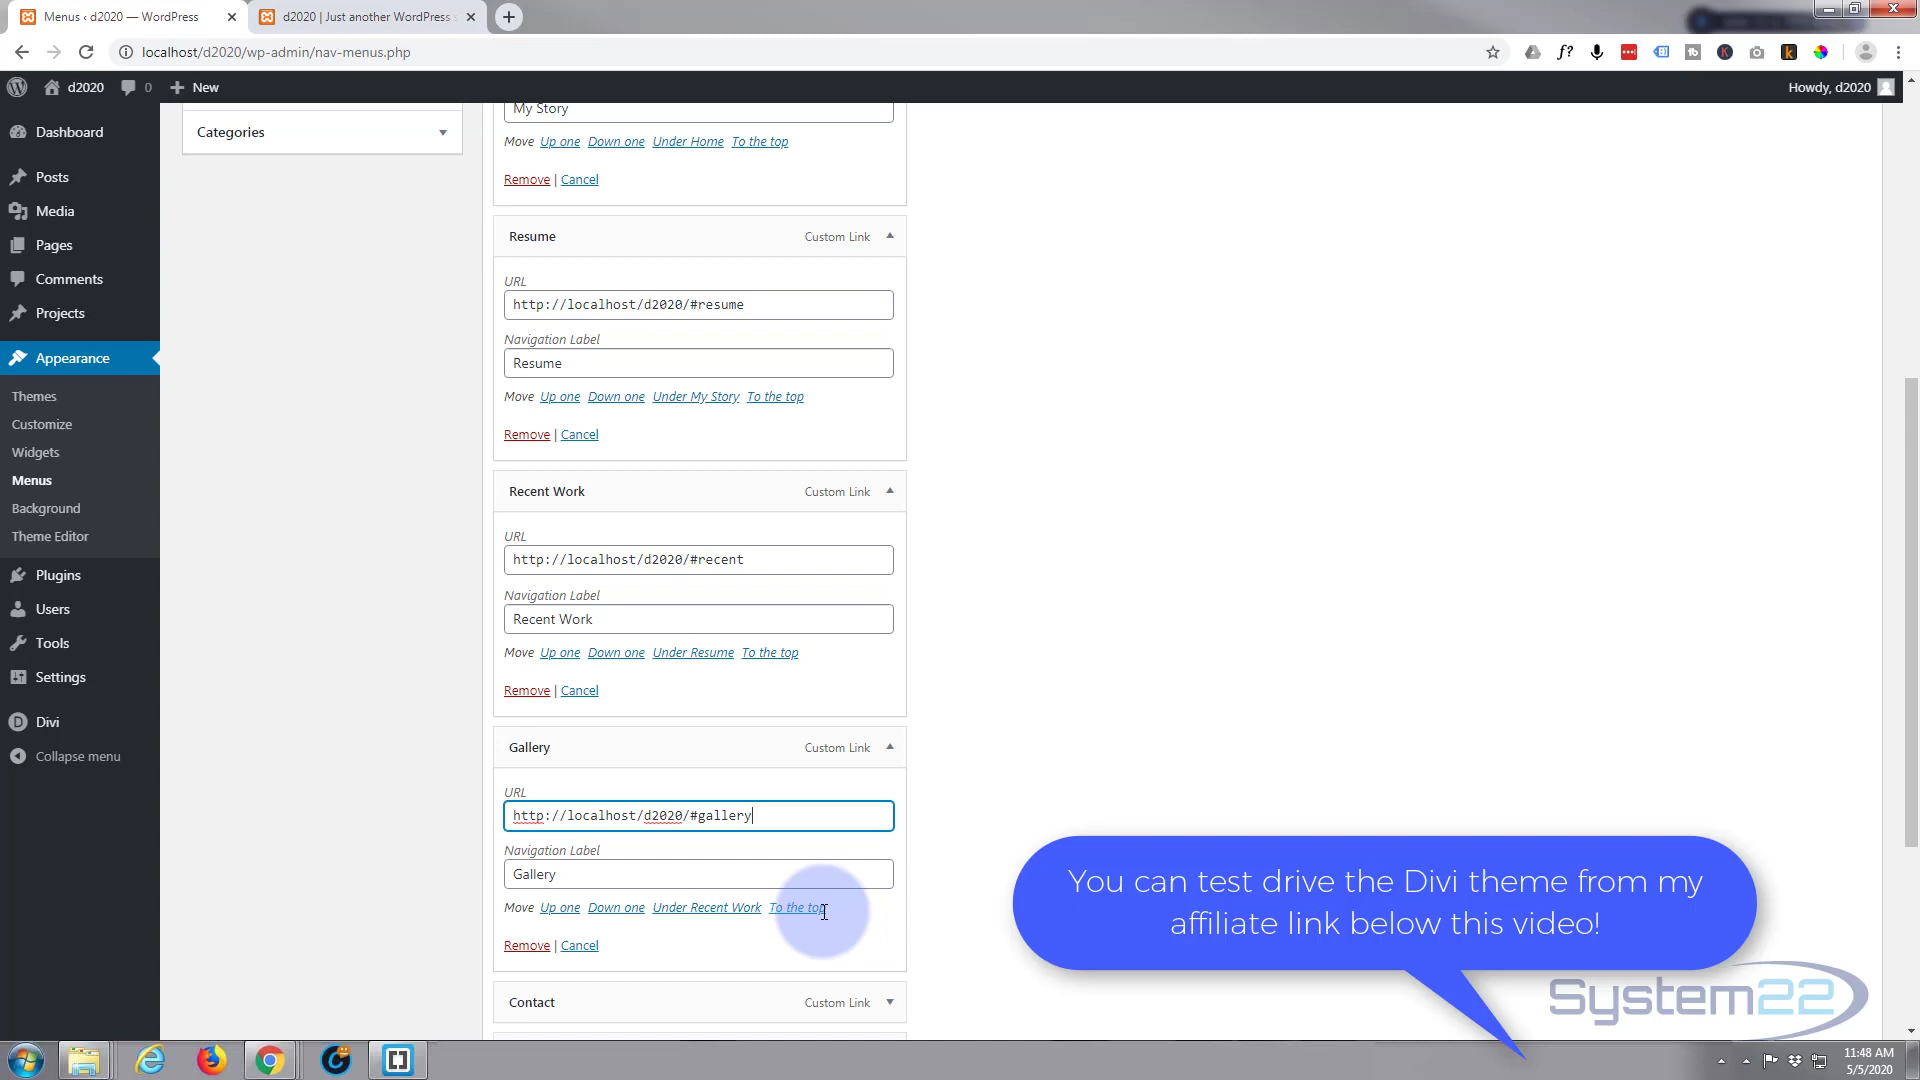 Menus ‹ d2020 — WordPress
d2020 | Just another WordPress s
localhost/d2020/wp-admin/nav-menus.php
d2020
0
New
Howdy, d2020
Dashboard
Posts
Media
Pages
Comments
Projects
Appearance
Themes
Customize
Widgets
Menus
Background
Theme Editor
Plugins
Users
Tools
Settings
Divi
Collapse menu
Categories
My Story
Move Up one Down one Under Home To the top
Remove | Cancel
Resume Custom Link
URL
http://localhost/d2020/#resume
Navigation Label
Resume
Move Up one Down one Under My Story To the top
Remove | Cancel
Recent Work Custom Link
URL
http://localhost/d2020/#recent
Navigation Label
Recent Work
Move Up one Down one Under Resume To the top
Remove | Cancel
Gallery Custom Link
URL
http://localhost/d2020/#gallery
Navigation Label
Gallery
Move Up one Down one Under Recent Work To the top
Remove | Cancel
Contact Custom Link
You can test drive the Divi theme from my
affiliate link below this video!
System22
11:48 AM
5/5/2020